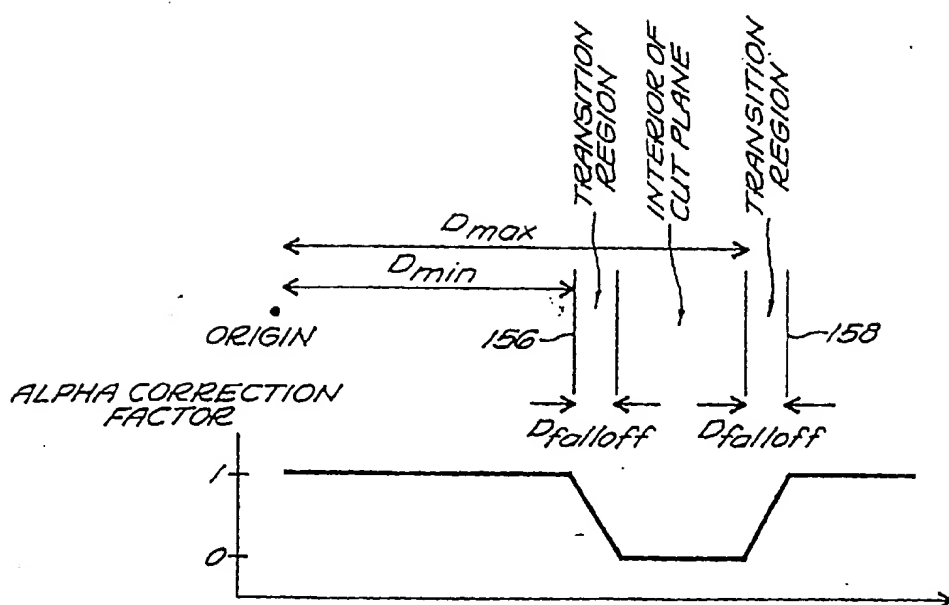 TRANSITION
REGION
INTERIOR OF
CUT PLANE
TRANSITION
REGION
Dmax
Dmin
ORIGIN
156
158
ALPHA CORRECTION
FACTOR
Dfalloff
Dfalloff
1
0